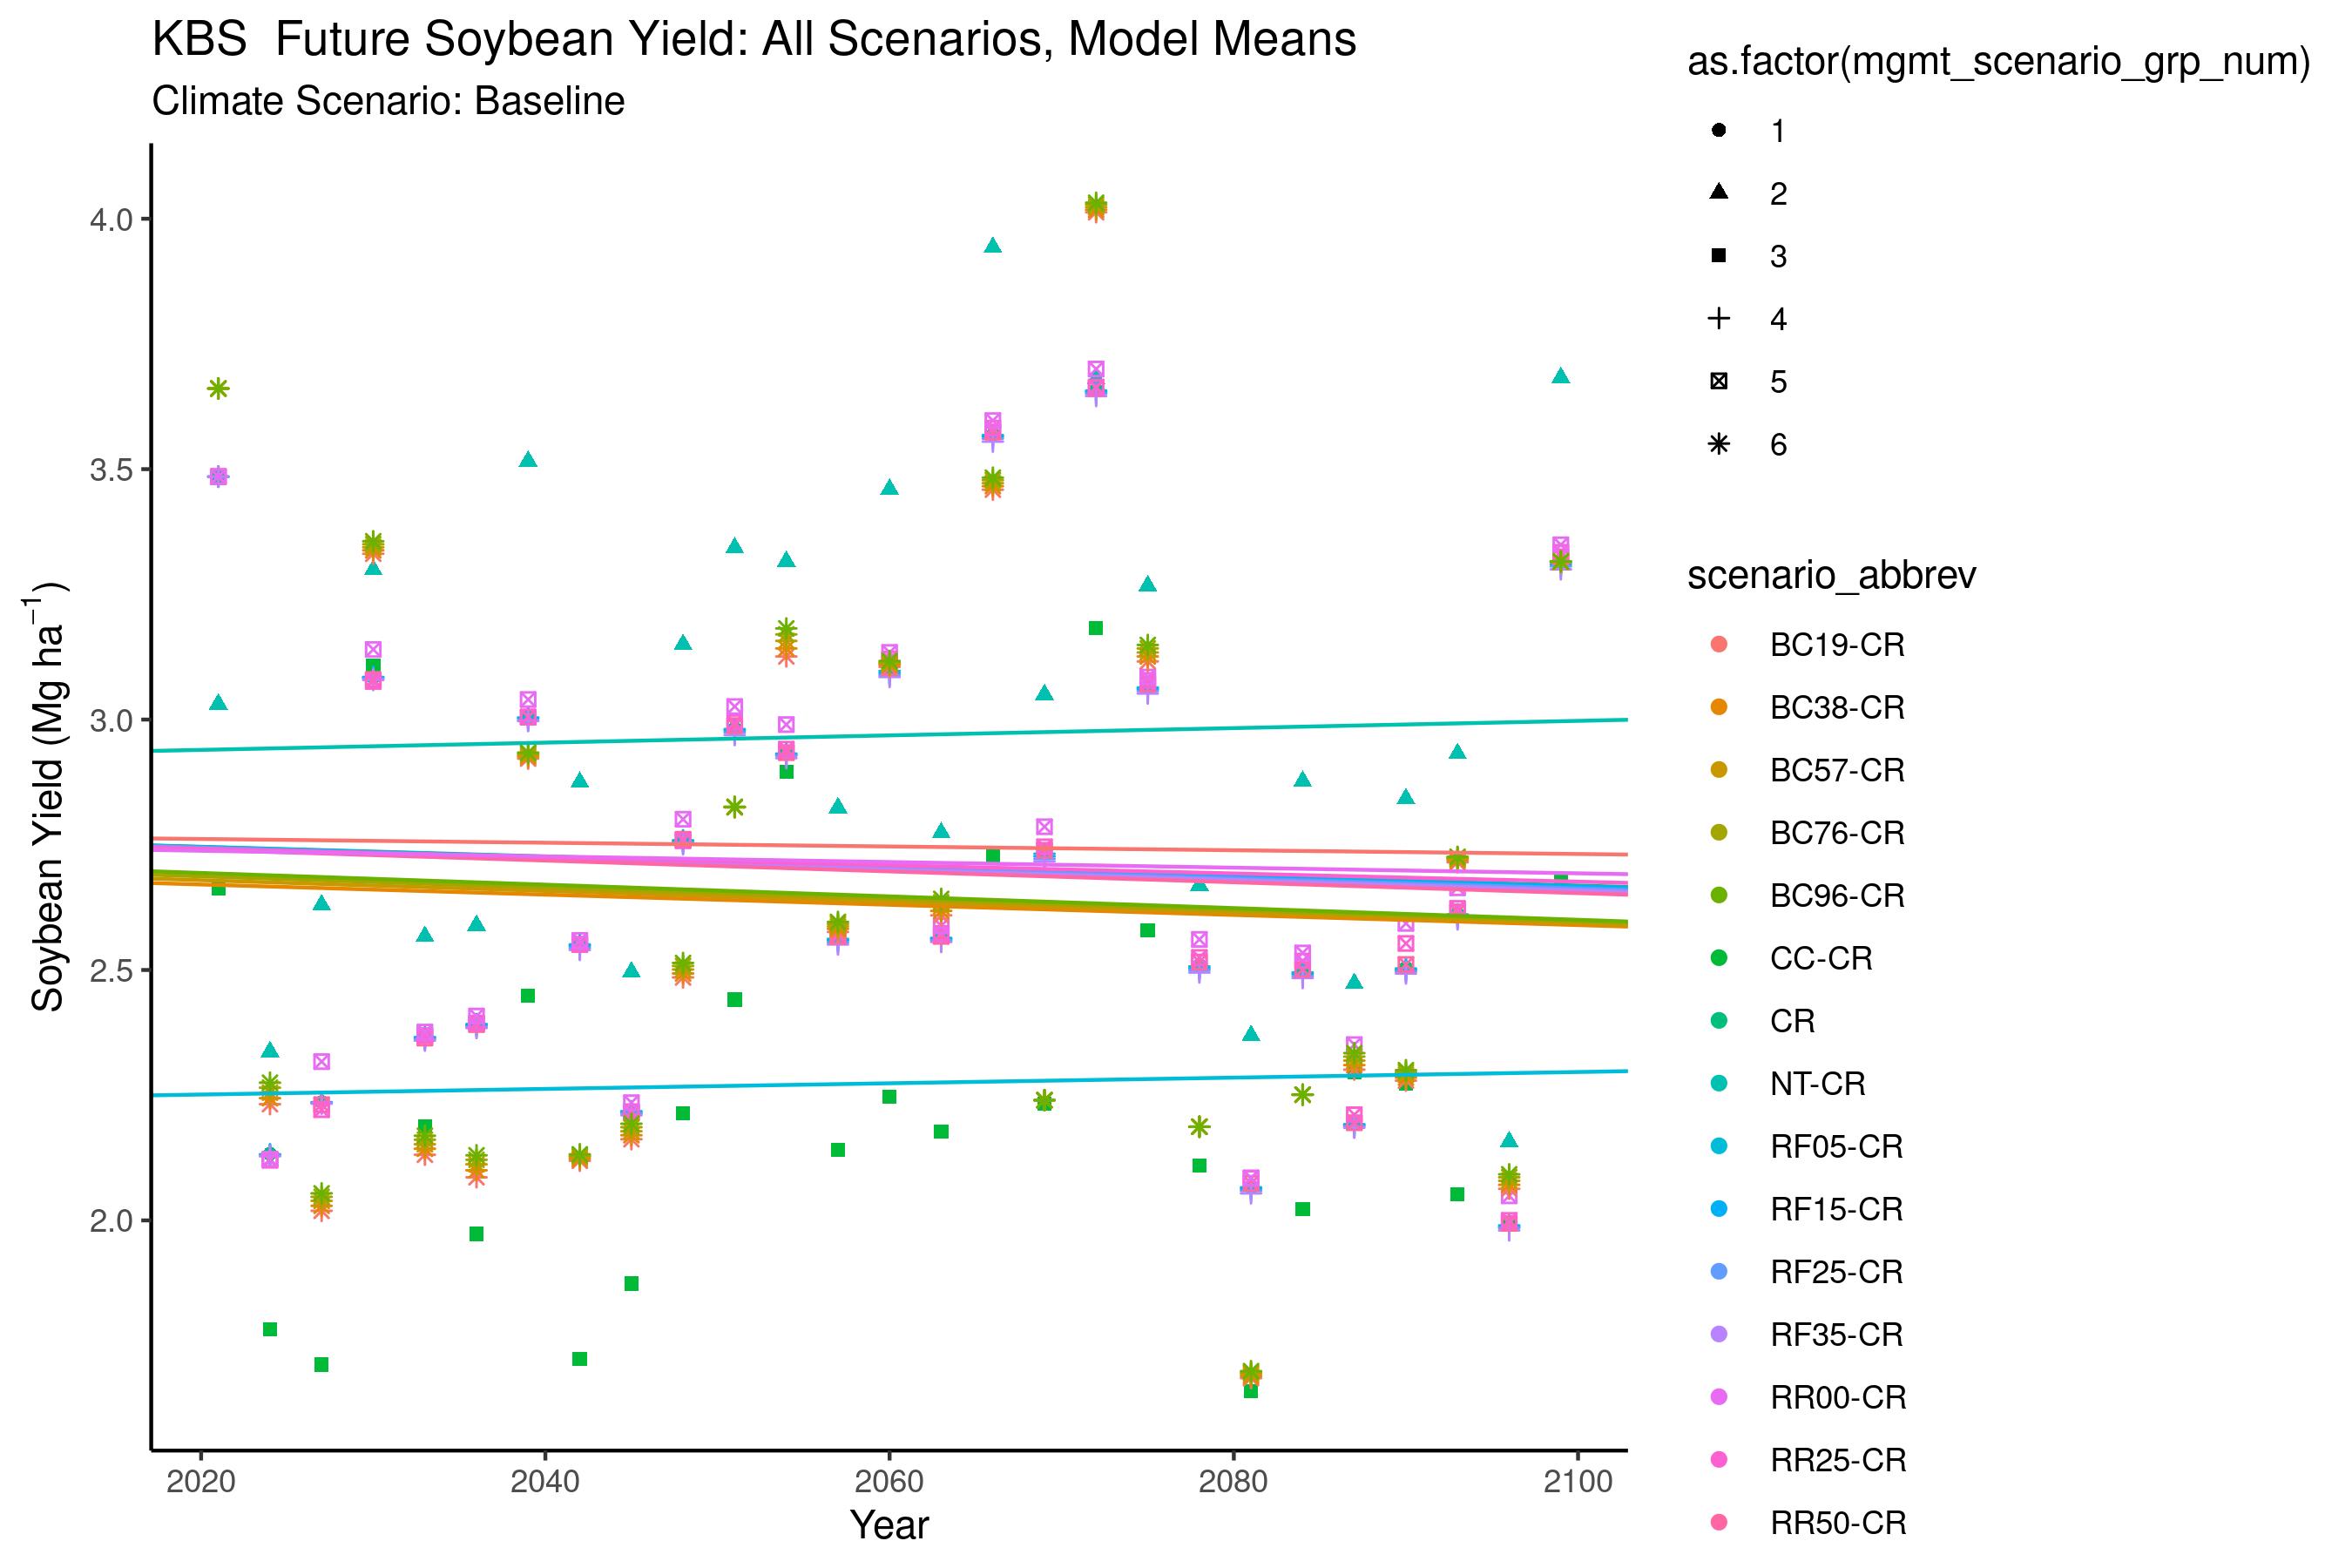 KBS  Future Soybean Yield: All Scenarios, Model Means
Climate Scenario: Baseline
Soybean Yield (Mg ha⁻¹)
4.0
3.5
3.0
2.5
2.0
2020
2040
2060
2080
2100
Year
as.factor(mgmt_scenario_grp_num)
1
2
3
4
5
6
scenario_abbrev
BC19-CR
BC38-CR
BC57-CR
BC76-CR
BC96-CR
CC-CR
CR
NT-CR
RF05-CR
RF15-CR
RF25-CR
RF35-CR
RR00-CR
RR25-CR
RR50-CR